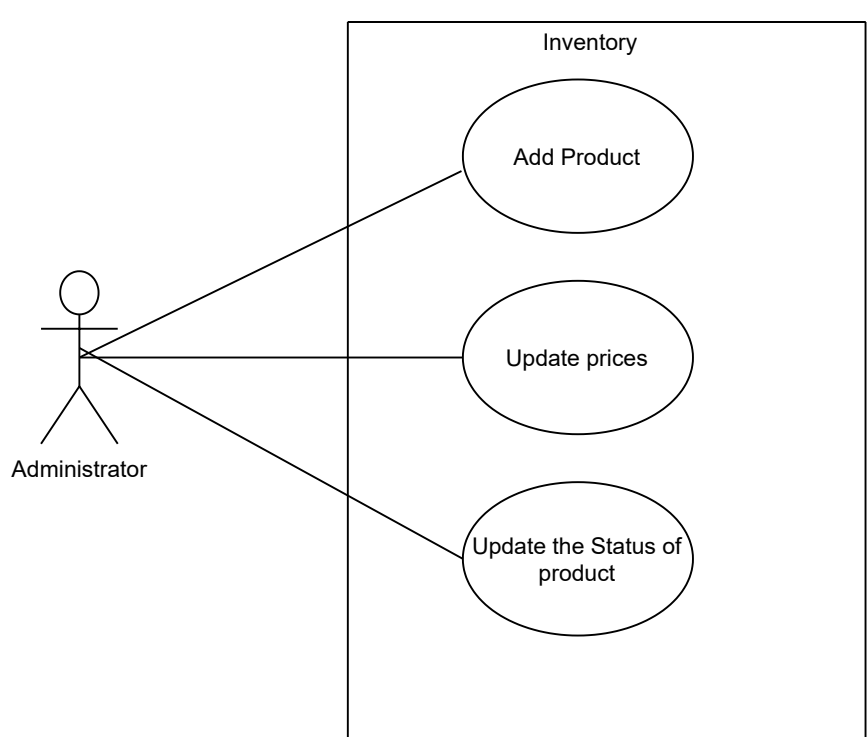 Inventory
Add Product
Update prices
Administrator
Update the Status of
product